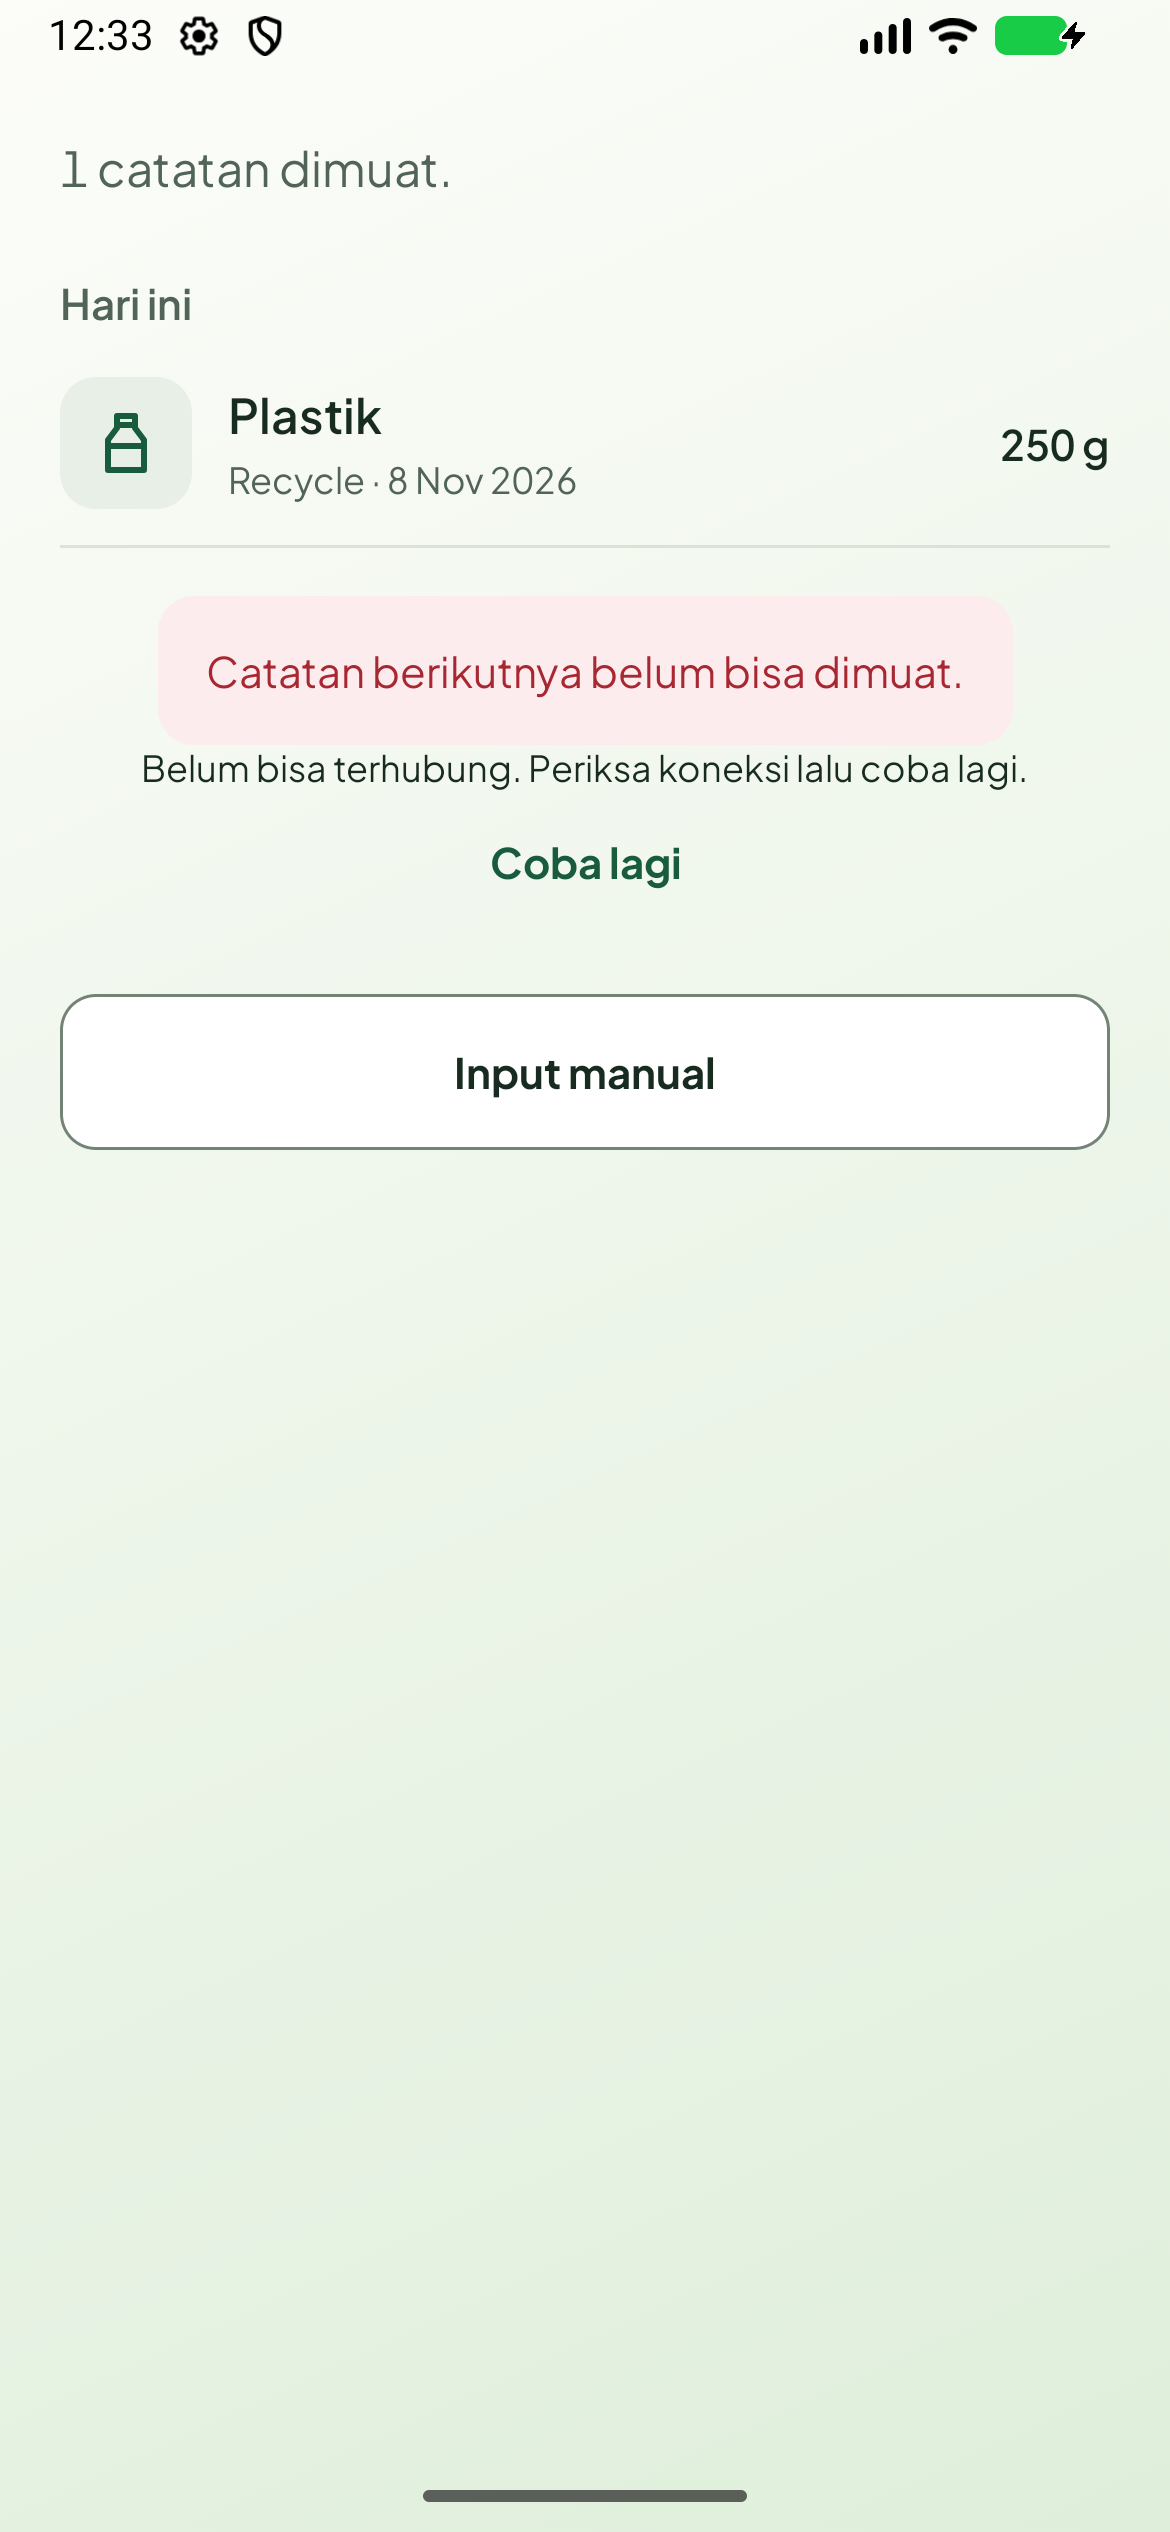 12:33
1 catatan dimuat.
Hari ini
Plastik
Recycle · 8 Nov 2026
250 g
Catatan berikutnya belum bisa dimuat.
Belum bisa terhubung. Periksa koneksi lalu coba lagi.
Coba lagi
Input manual